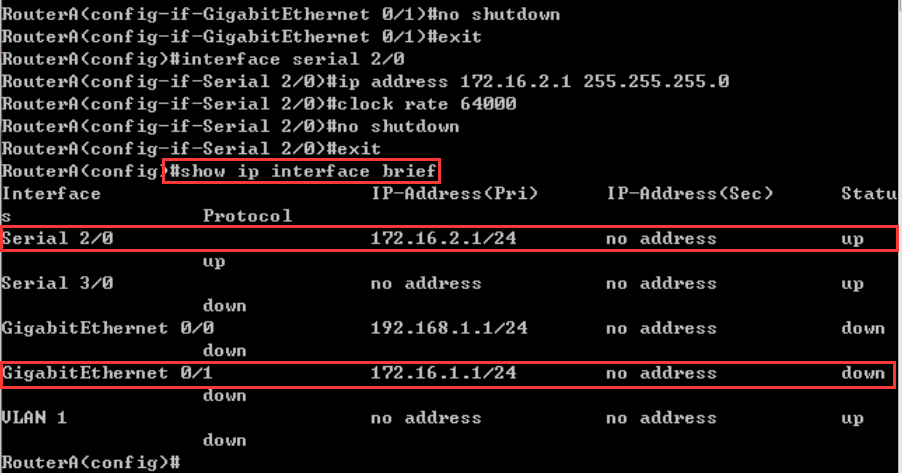 RouterA(config-if-GigabitEthernet 0/1)#no shutdown
RouterA(config-if-GigabitEthernet 0/1)#exit
RouterA(config)#interface serial 2/0
RouterA(config-if-Serial 2/0)#ip address 172.16.2.1 255.255.255.0
RouterA(config-if-Serial 2/0)#clock rate 64000
RouterA(config-if-Serial 2/0)#no shutdown
RouterA(config-if-Serial 2/0)#exit
RouterA(config)#show ip interface brief
Interface IP-Address(Pri) IP-Address(Sec) Statu
s Protocol
Serial 2/0 172.16.2.1/24 no address up
up
Serial 3/0 no address no address up
down
GigabitEthernet 0/0 192.168.1.1/24 no address down
down
GigabitEthernet 0/1 172.16.1.1/24 no address down
down
VLAN 1 no address no address up
down
RouterA(config)#